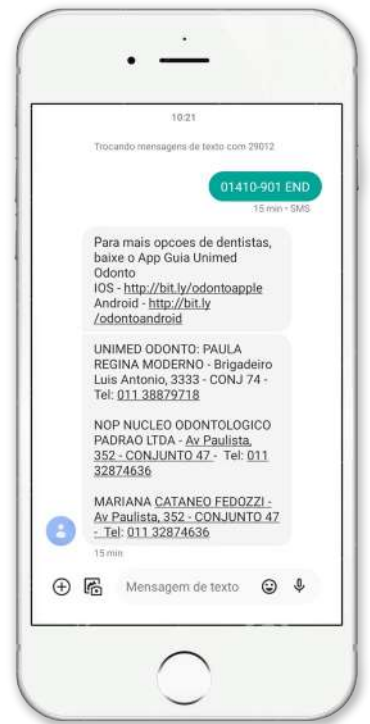 10:21
Trocando mensagens de texto com 29012
01410-901 END
15 min • SMS
Para mais opcoes de dentistas,
baixe o App Guia Unimed
Odonto
IOS - http://bit.ly/odontoapple
Android - http://bit.ly
/odontoandroid
UNIMED ODONTO: PAULA
REGINA MODERNO - Brigadeiro
Luis Antonio, 3333 - CONJ 74 -
Tel: 011 38879718
NOP NUCLEO ODONTOLOGICO
PADRAO LTDA - Av Paulista,
352 - CONJUNTO 47 - Tel: 011
32874636
MARIANA CATANEO FEDOZZI -
Av Paulista, 352 - CONJUNTO 47
- Tel: 011 32874636
15 min
Mensagem de texto